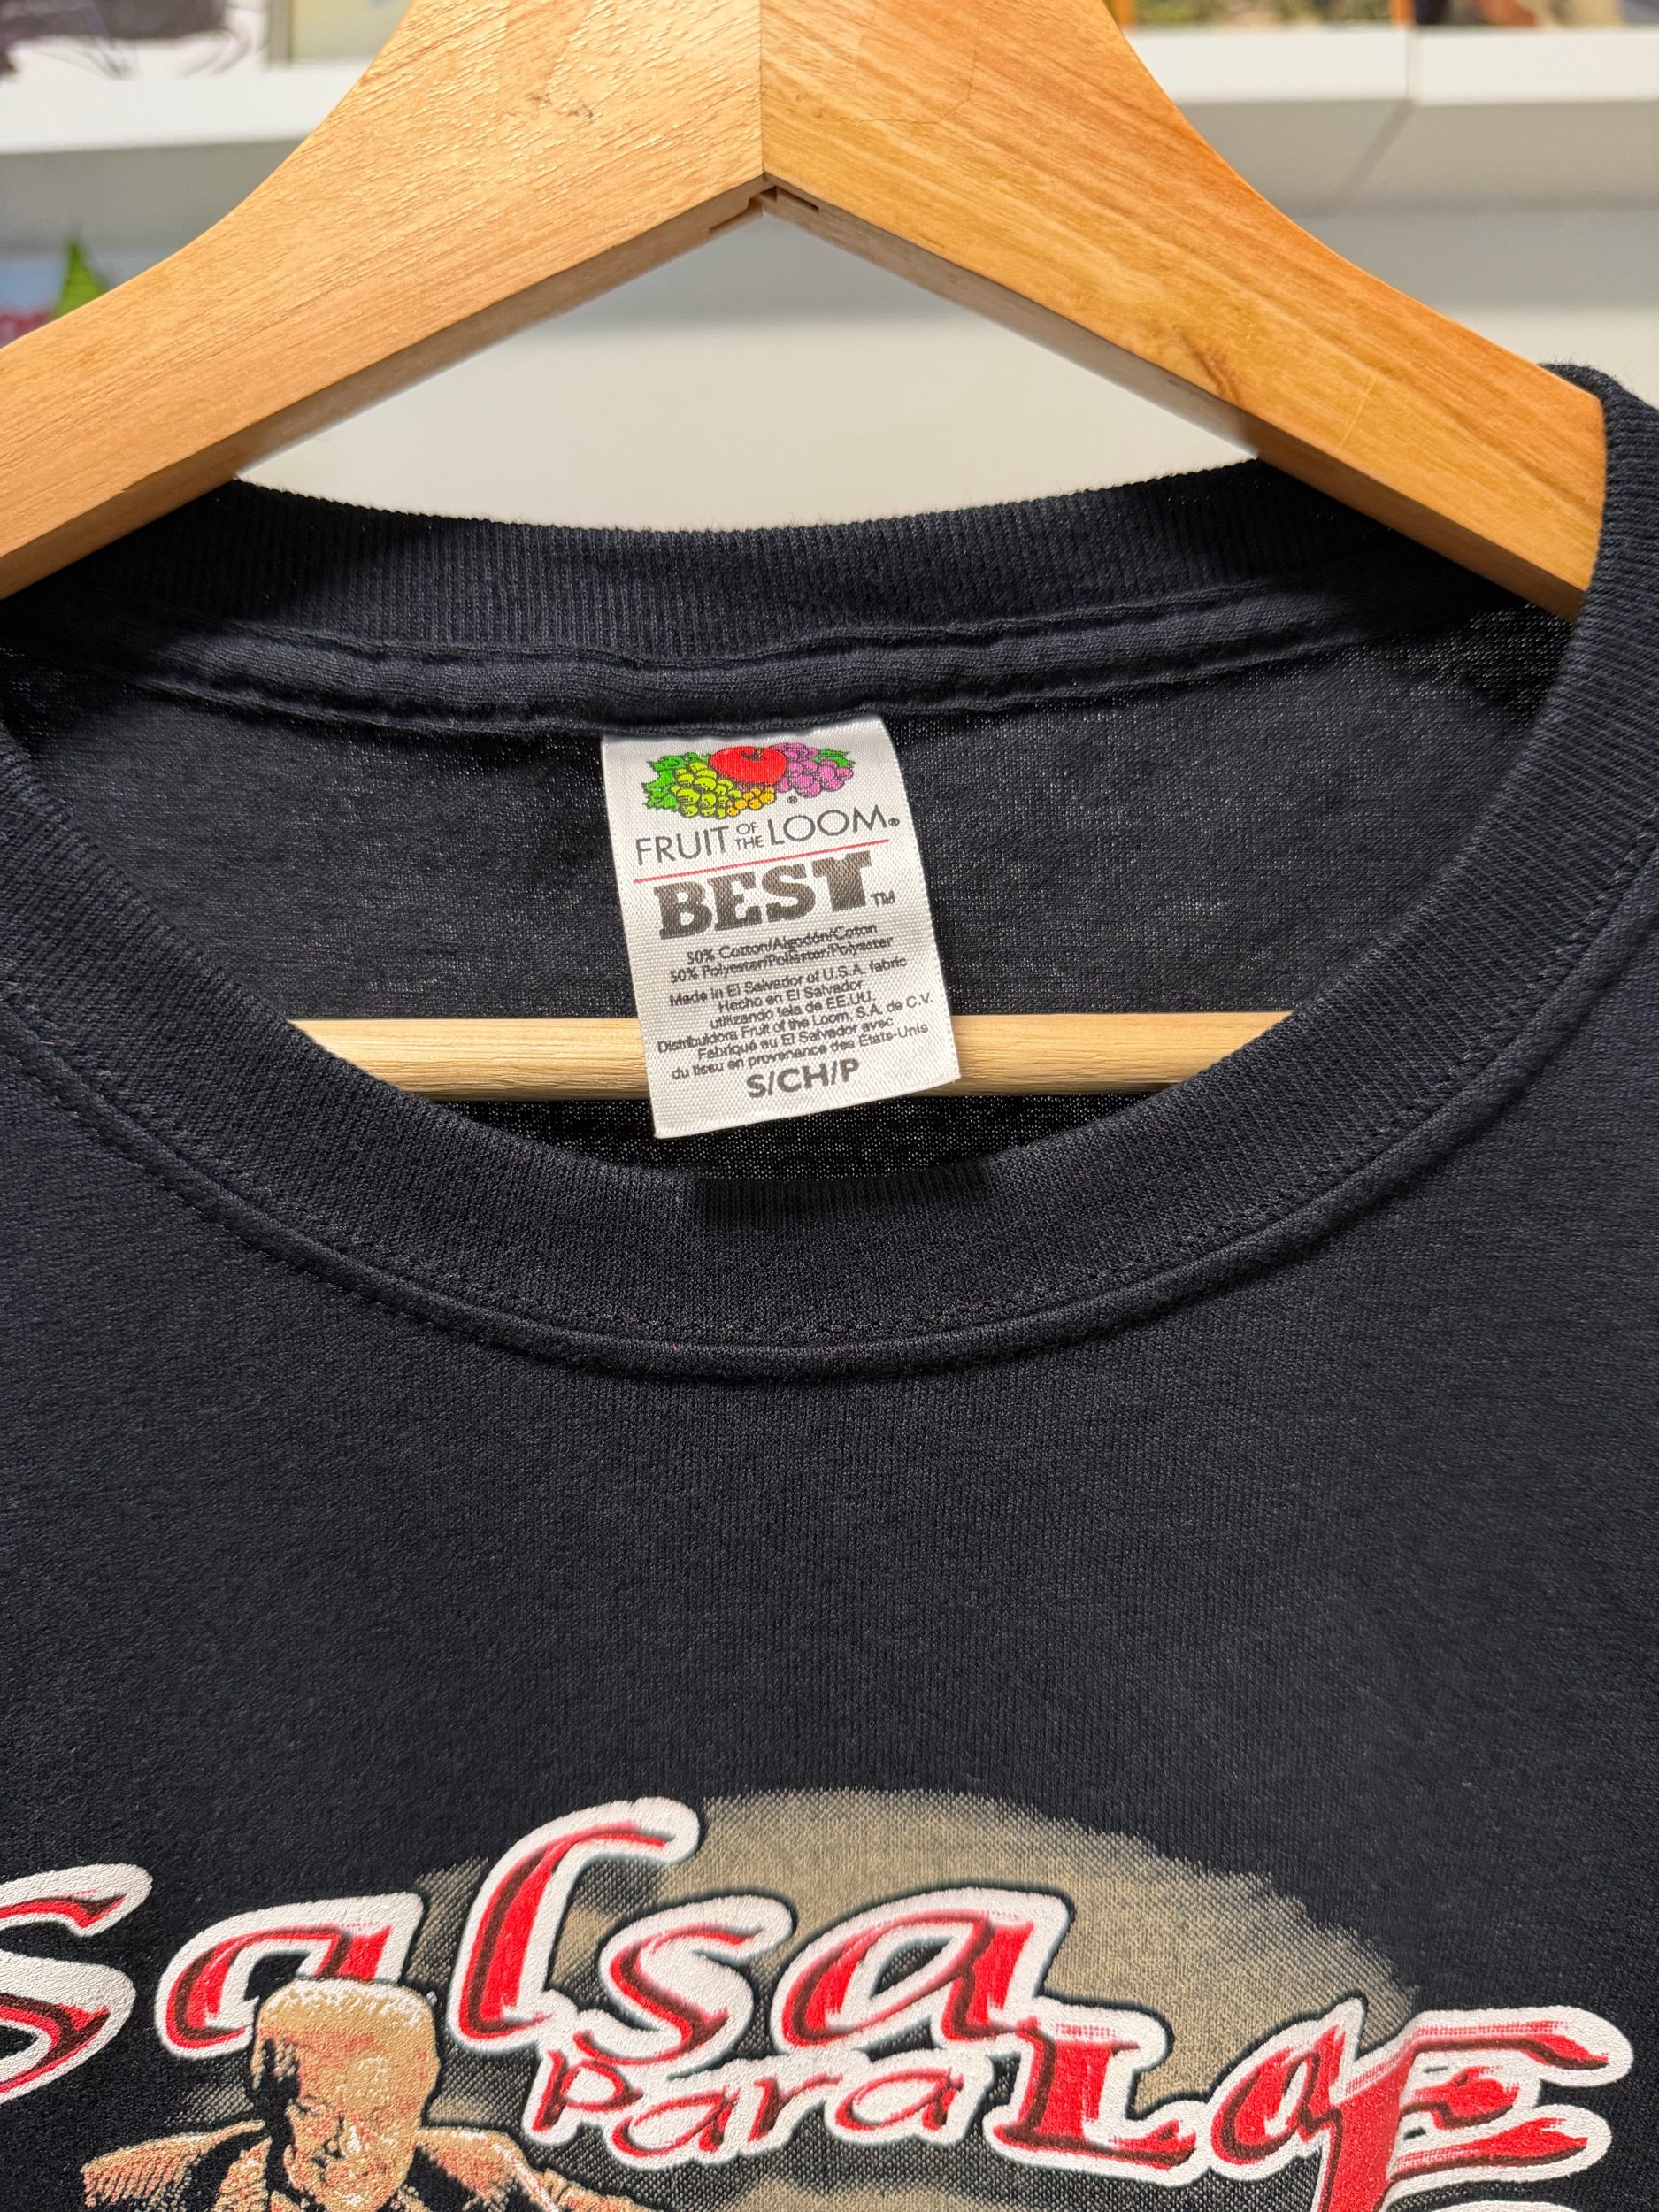 FRUIT OF THE LOOM®
BEST™
50% Cotton/Algodón/Coton
50% Polyester/Poliéster/Polyester
Made in El Salvador of U.S.A. fabric
Hecho en El Salvador
utilizando tela de EE.UU.
Distribuidora Fruit of the Loom, S.A. de C.V.
Fabriqué au El Salvador avec
du tissu en provenance des États-Unis
S/CH/P
Salsa
Para La